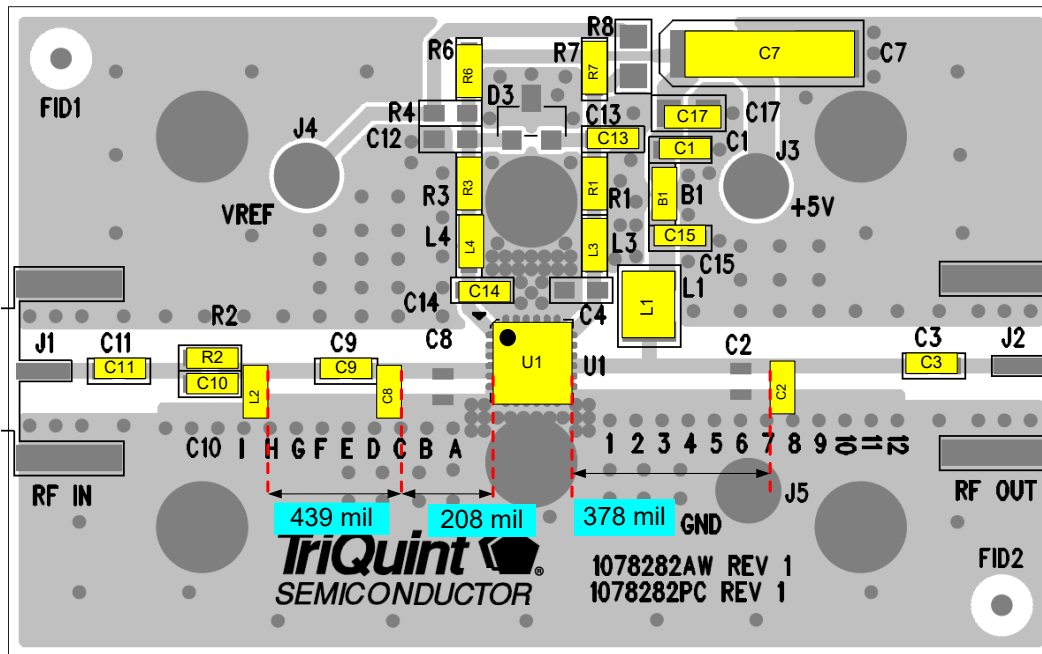 R8
R6
R7
R6
R7
C7
C7
FID1
D3
R4
C13
C17
C17
J4
C12
C13
C1
C1
J3
R3
R3
R1
R1
B1
B1
+5V
VREF
L4
L4
L3
L3
C15
C15
C14
C14
L1
L1
R2
C4
J1
C11
C9
C8
U1
U1
C2
C3
J2
C11
R2
C10
L2
C9
C8
C2
C3
C10 I H G F E D C B A
1 2 3 4 5 6 7 8 9 10 11 12
RF IN
J5
RF OUT
439 mil
208 mil
378 mil
GND
TriQuint ®
SEMICONDUCTOR
1078282AW REV 1
1078282PC REV 1
FID2